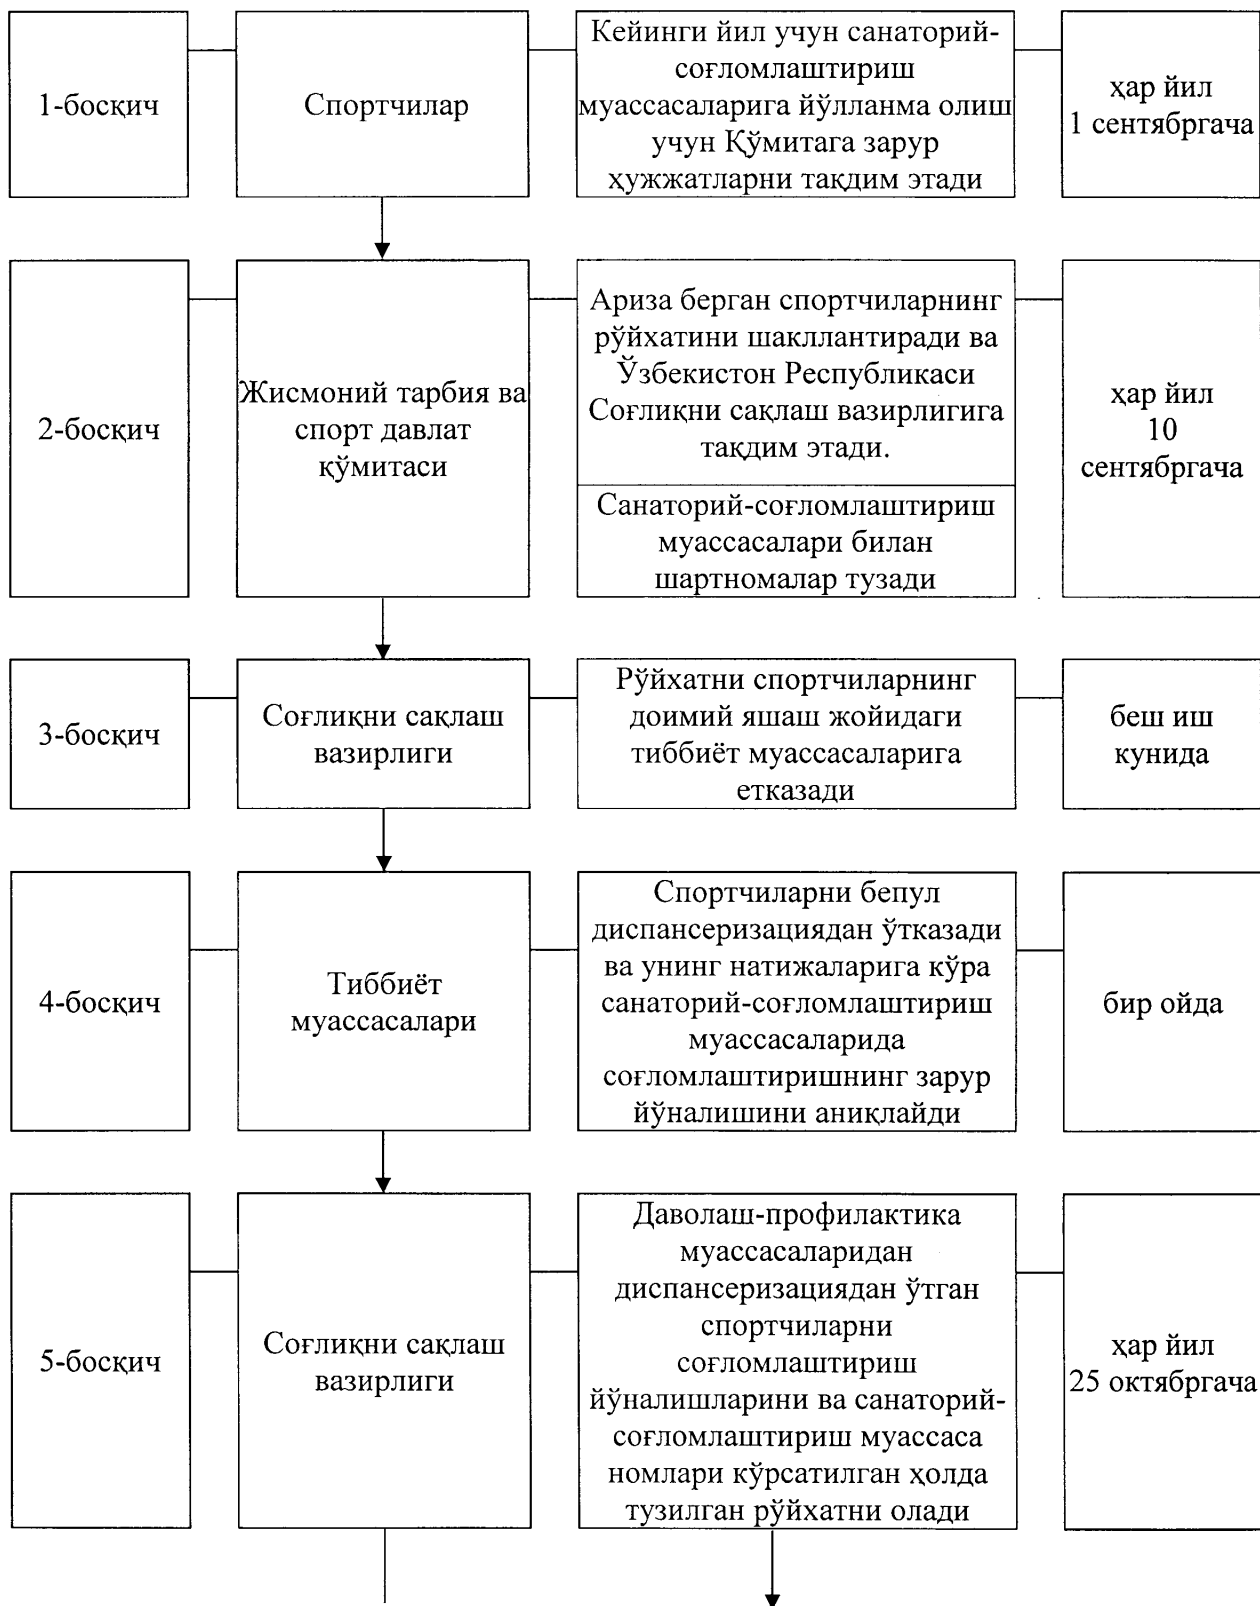 1-босқич
Спортчилар
Кейинги йил учун санаторий-
соғломлаштириш
муассасаларига йўлланма олиш
учун Қўмитага зарур
ҳужжатларни тақдим этади
ҳар йил
1 сентябргача
2-босқич
Жисмоний тарбия ва
спорт давлат
қўмитаси
Ариза берган спортчиларнинг
рўйхатини шакллантиради ва
Ўзбекистон Республикаси
Соғлиқни сақлаш вазирлигига
тақдим этади.
Санаторий-соғломлаштириш
муассасалари билан
шартномалар тузади
ҳар йил
10
сентябргача
3-босқич
Соғлиқни сақлаш
вазирлиги
Рўйхатни спортчиларнинг
доимий яшаш жойидаги
тиббиёт муассасаларига
етказади
беш иш
кунида
4-босқич
Тиббиёт
муассасалари
Спортчиларни бепул
диспансеризациядан ўтказади
ва унинг натижаларига кўра
санаторий-соғломлаштириш
муассасаларида
соғломлаштиришнинг зарур
йўналишини аниқлайди
бир ойда
5-босқич
Соғлиқни сақлаш
вазирлиги
Даволаш-профилактика
муассасаларидан
диспансеризациядан ўтган
спортчиларни
соғломлаштириш
йўналишларини ва санаторий-
соғломлаштириш муассаса
номлари кўрсатилган ҳолда
тузилган рўйхатни олади
ҳар йил
25 октябргача